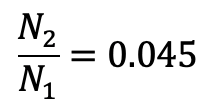 N₂/N₁ = 0.045